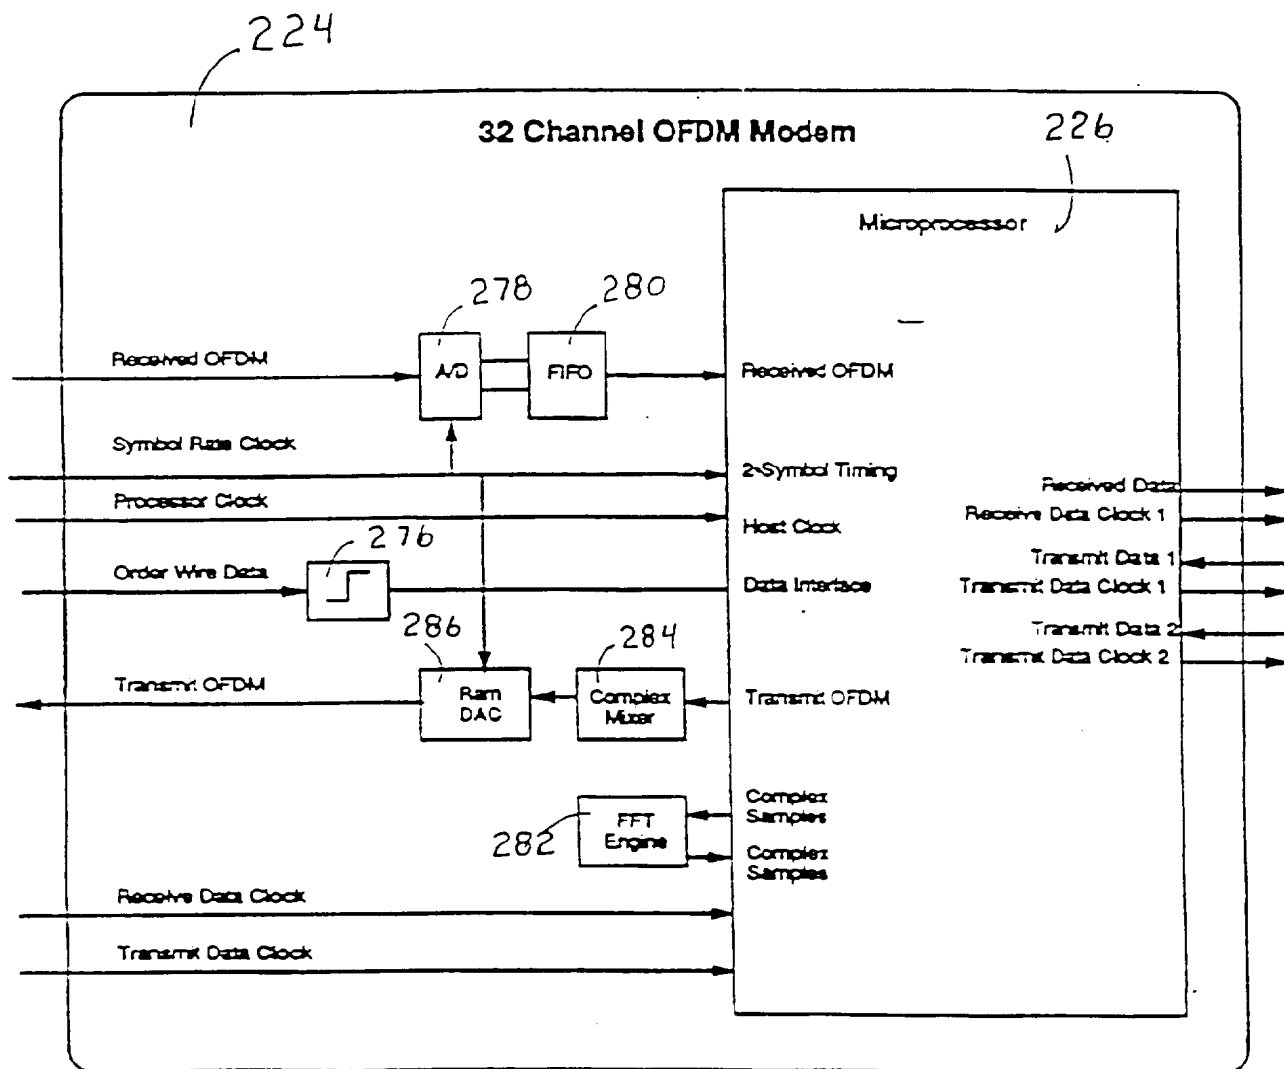 224
32 Channel OFDM Modem
226
Microprocessor
278
280
Received OFDM
A/D
FIFO
Received OFDM
Symbol Rate Clock
2-Symbol Timing
Received Data
Processor Clock
Host Clock
Receive Data Clock 1
276
Order Wire Data
Data Interface
Transmit Data 1
Transmit Data Clock 1
286
284
Transmit Data 2
Transmit Data Clock 2
Transmit OFDM
Ram
DAC
Complex
Mixer
Transmit OFDM
282
FFT
Engine
Complex
Samples
Complex
Samples
Receive Data Clock
Transmit Data Clock